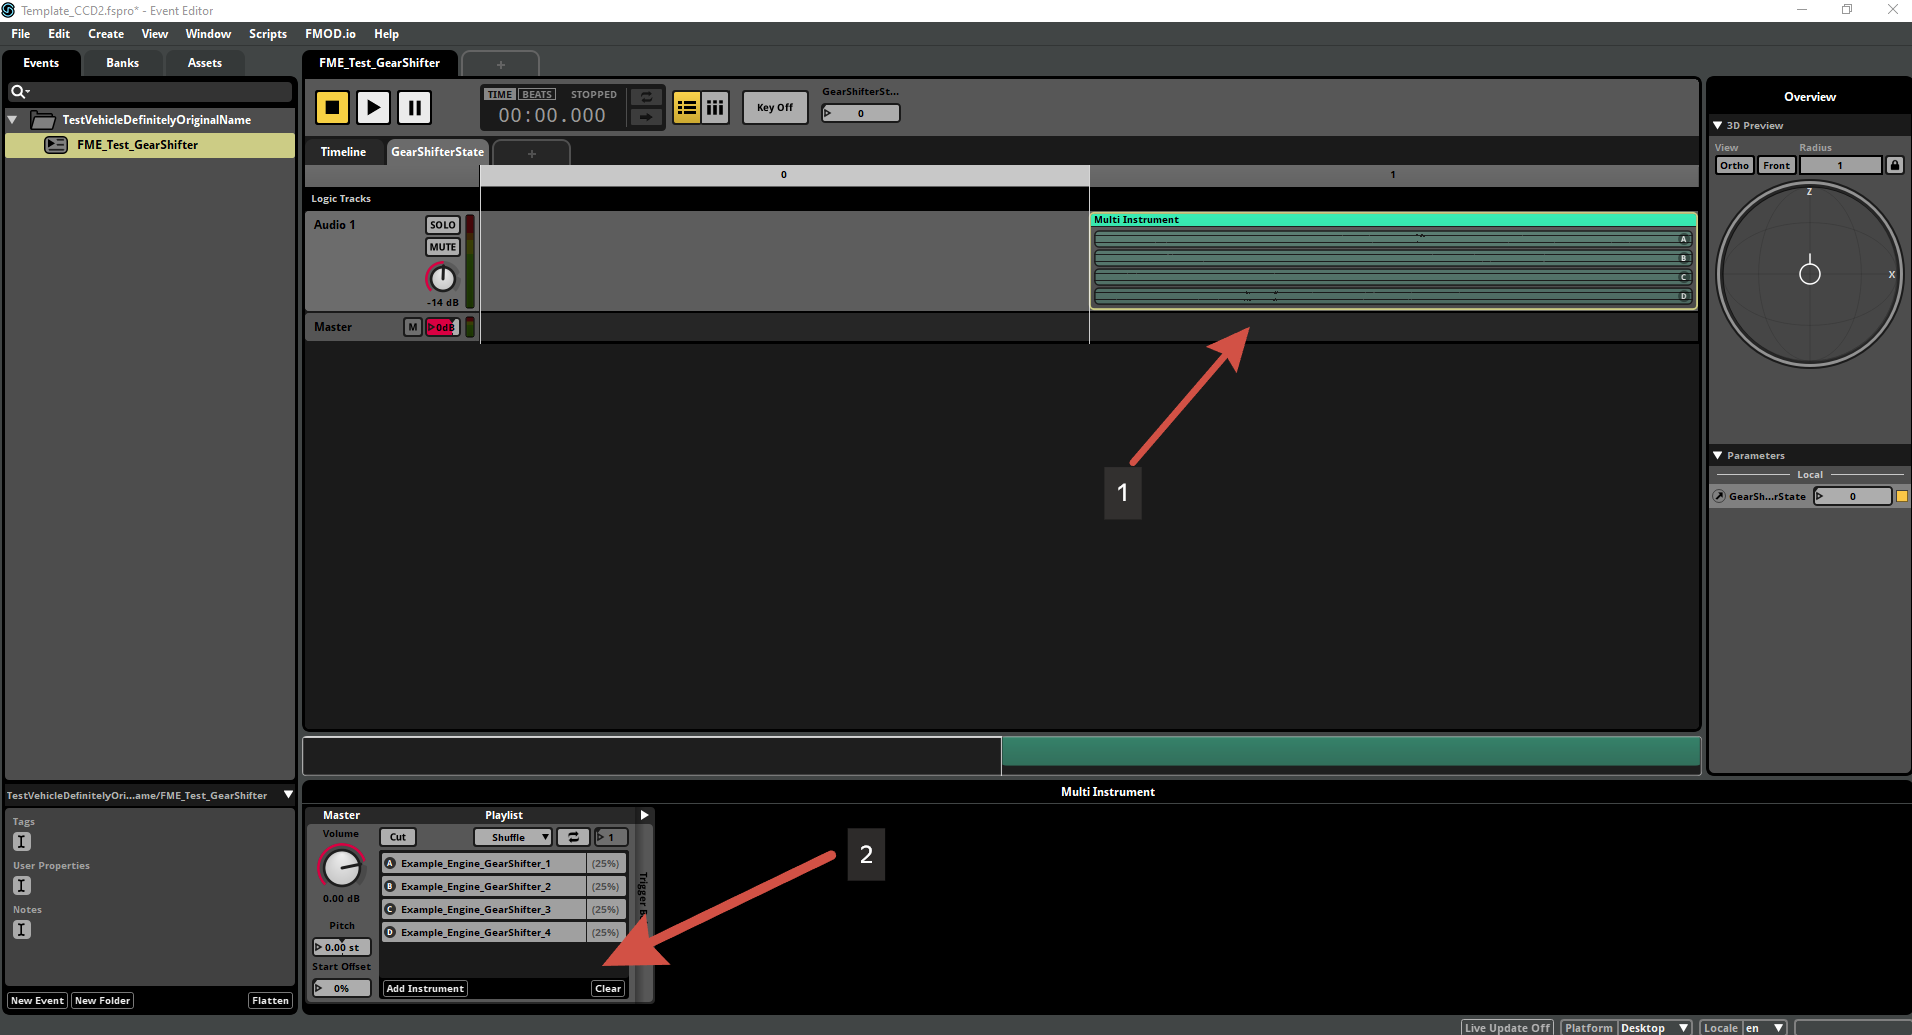 Template_CCD2.fspro* - Event Editor
File Edit Create View Window Scripts FMOD.io Help
Events Banks Assets
FME_Test_GearShifter +
TestVehicleDefinitelyOriginalName
FME_Test_GearShifter
TIME BEATS STOPPED
00:00.000
Key Off
GearShifterSt...
0
Timeline GearShifterState +
0 1
Logic Tracks
Audio 1
SOLO
MUTE
-14 dB
Master M 0dB
Multi Instrument
A
B
C
D
1
Overview
3D Preview
View Radius
Ortho Front 1
Z
X
Parameters
Local
GearSh...rState 0
TestVehicleDefinitelyOri...ame/FME_Test_GearShifter
Tags
User Properties
Notes
New Event New Folder Flatten
Multi Instrument
Master
Volume
0.00 dB
Pitch
0.00 st
Start Offset
0%
Playlist
Cut Shuffle 1
A Example_Engine_GearShifter_1 (25%)
B Example_Engine_GearShifter_2 (25%)
C Example_Engine_GearShifter_3 (25%)
D Example_Engine_GearShifter_4 (25%)
Add Instrument Clear
Trigger
2
Live Update Off Platform Desktop Locale en